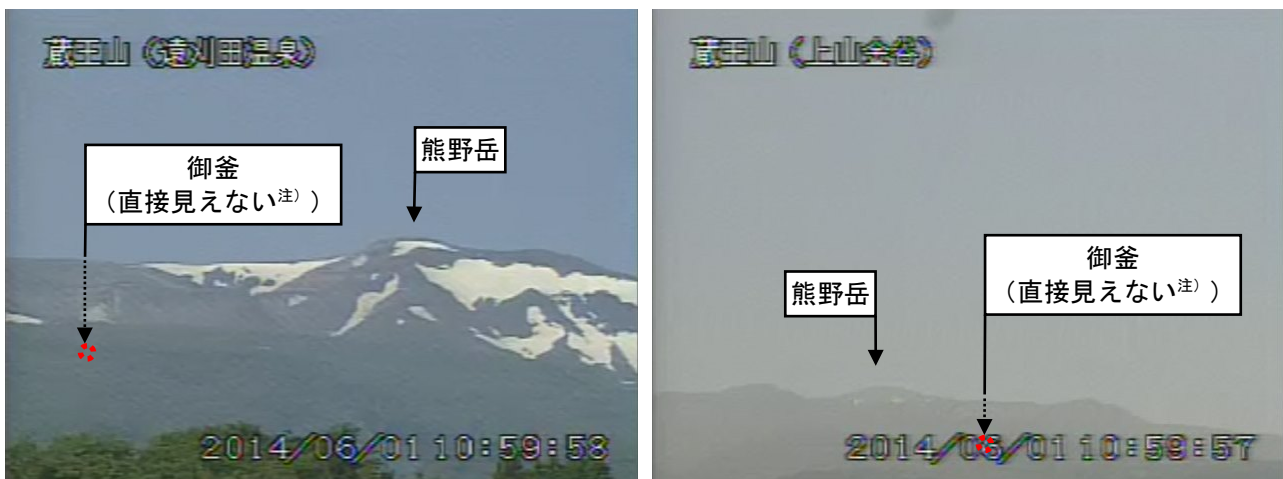 蔵王山（遠刈田温泉）
御釜
（直接見えない注））
熊野岳
2014/06/01 10:59:58
蔵王山（上山金谷）
御釜
（直接見えない注））
熊野岳
2014/06/01 10:59:57